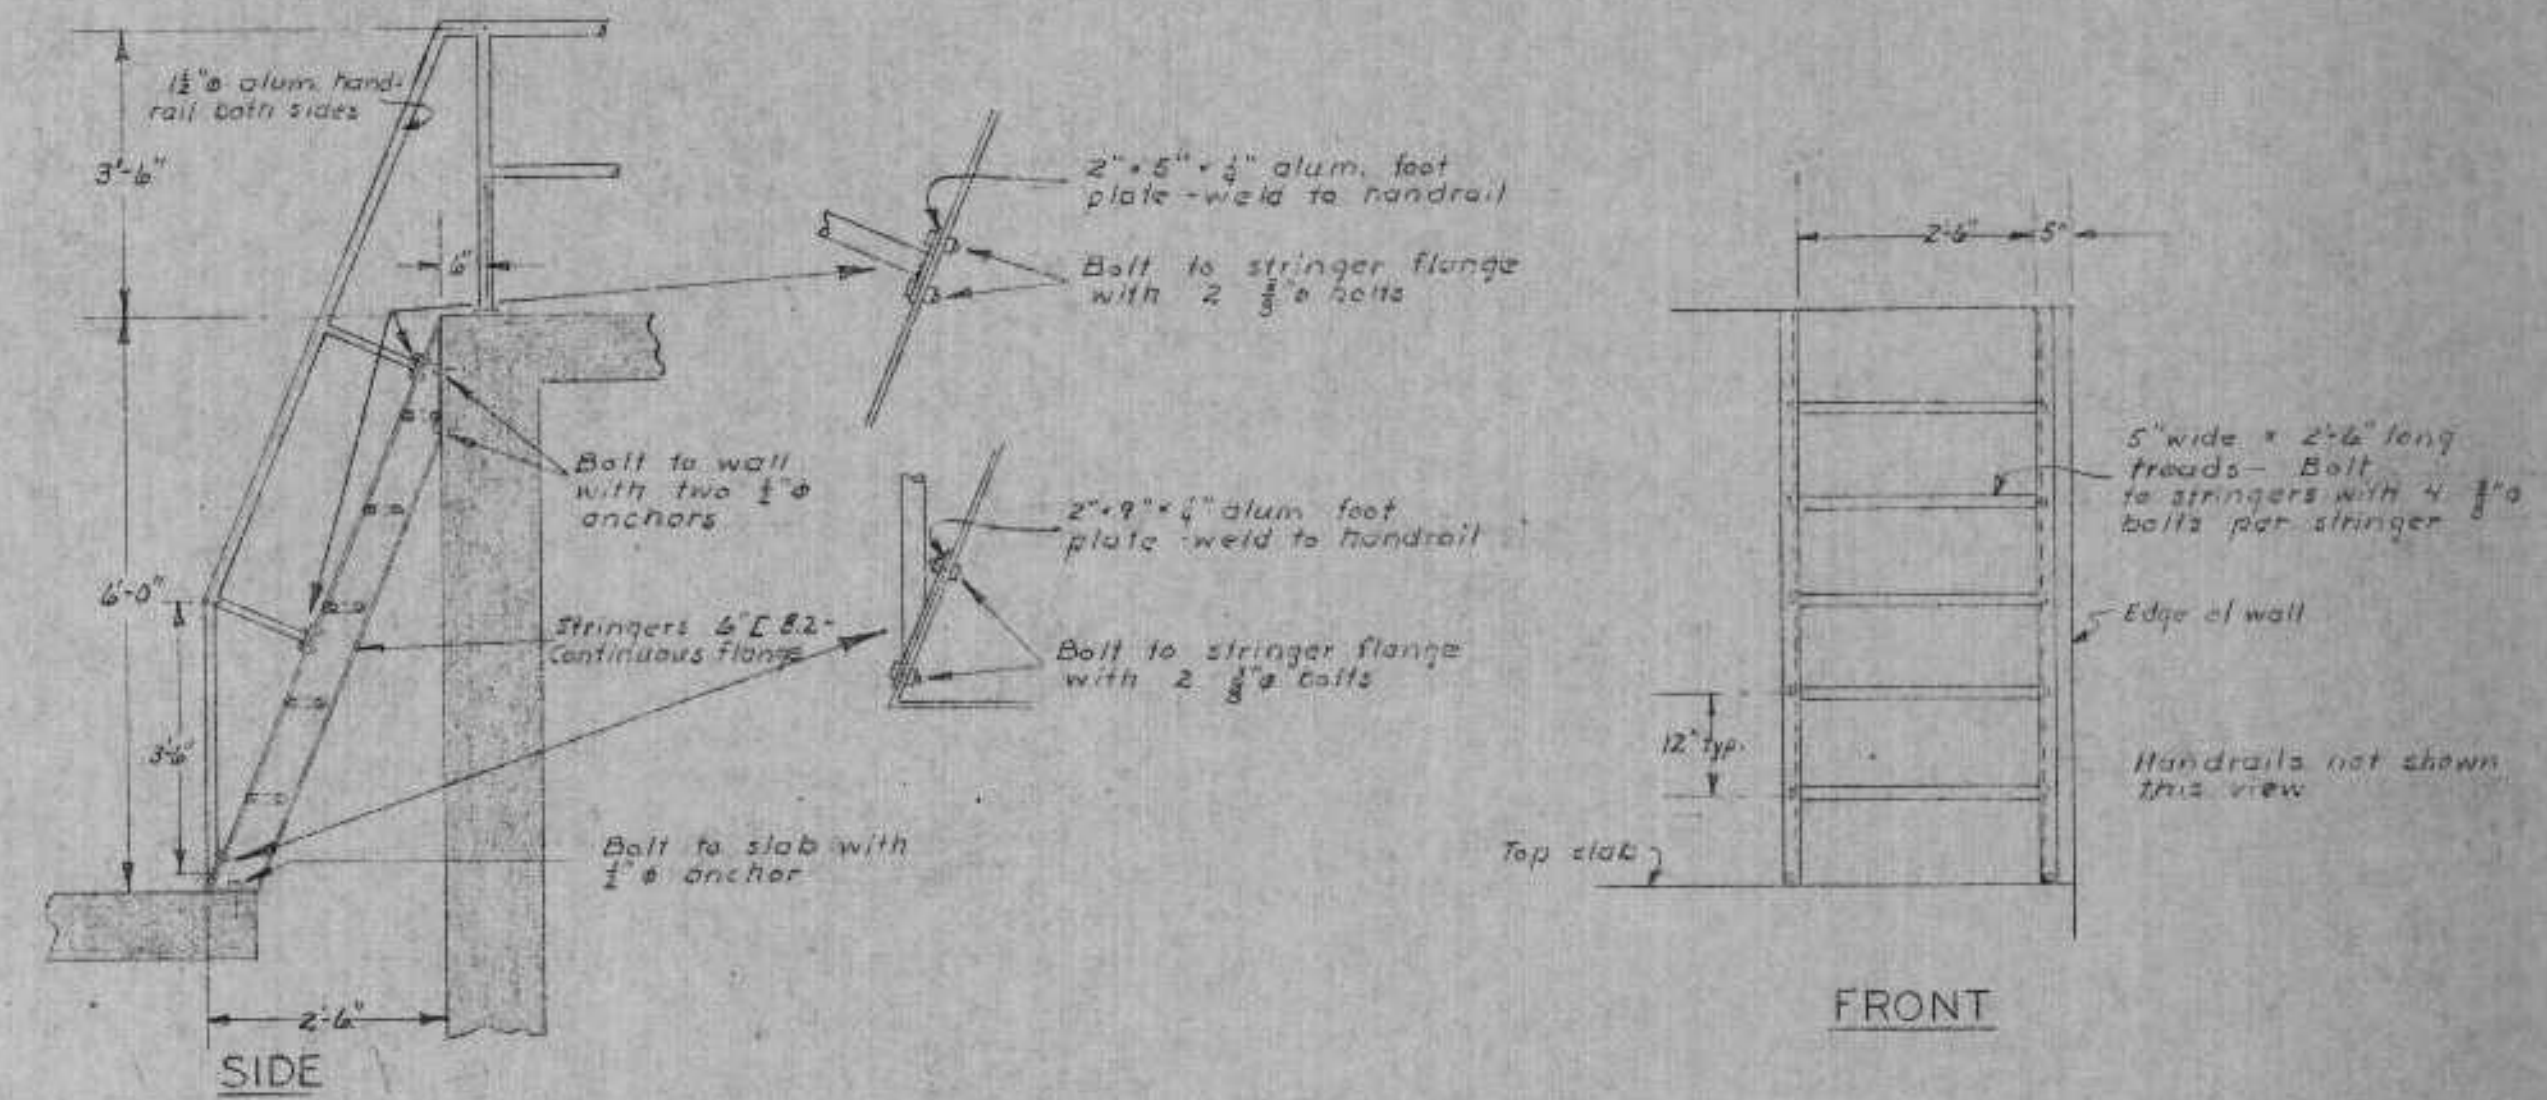 1½"ø alum. hand-
rail both sides
3'-6"
6"
6'-0"
3'-6"
2'-6"
SIDE
2" × 5" × ¼" alum. foot
plate - weld to handrail
Bolt to stringer flange
with 2 ⅜"ø bolts
Bolt to wall
with two ½"ø
anchors
2" × 9" × ¼" alum foot
plate - weld to handrail
Stringers 6" [ 8.2 -
Continuous flange
Bolt to stringer flange
with 2 ⅜"ø bolts
Bolt to slab with
½"ø anchor
2'-6"
5"
5" wide × 2'-6" long
treads - Bolt
to stringers with 4 ⅜"ø
bolts per stringer
Edge of wall
12" typ.
Handrails not shown
this view
Top slab
FRONT